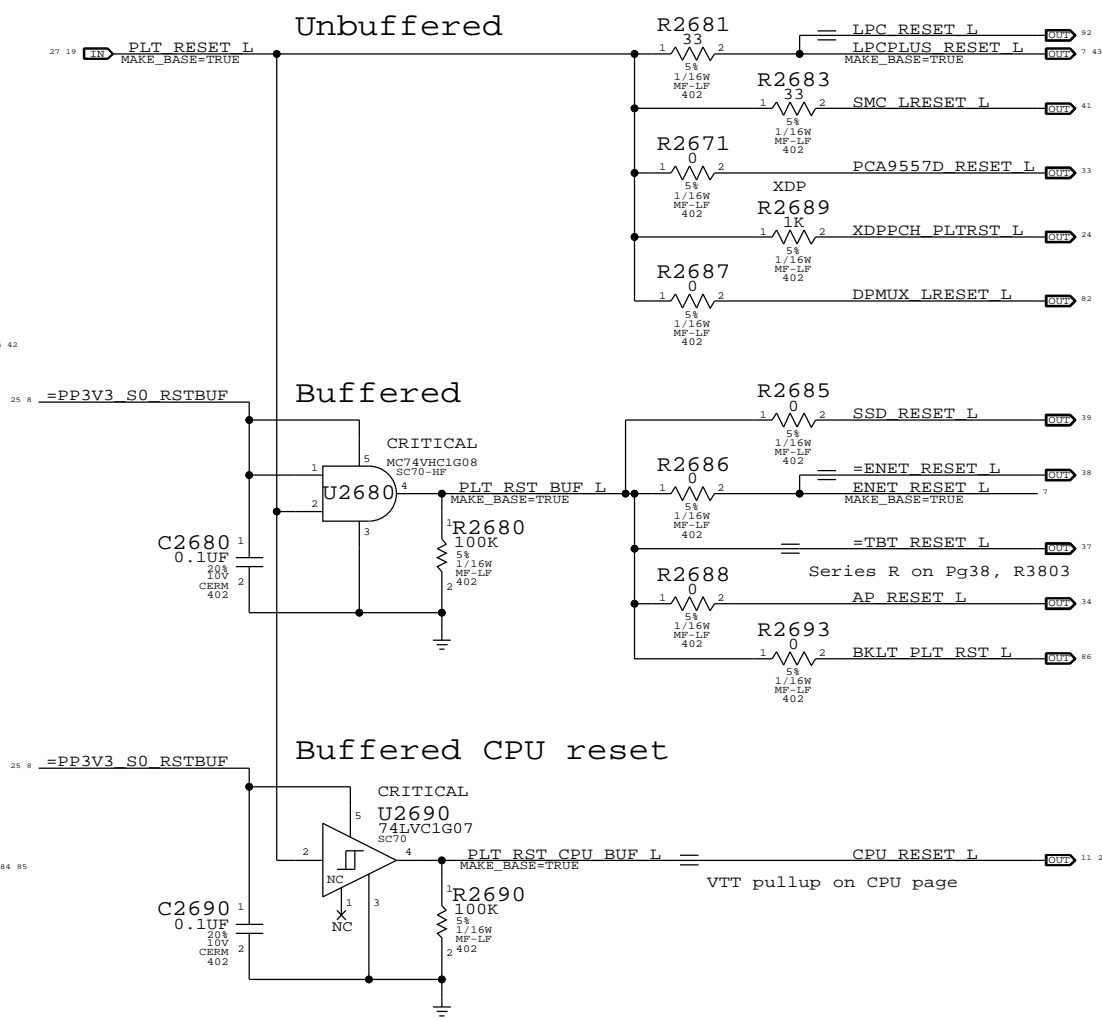 Unbuffered
27 19 IN PLT_RESET_L
MAKE_BASE=TRUE
R2681
1 33 2
5%
1/16W
MF-LF
402
LPC_RESET_L OUT 92
LPCPLUS_RESET_L OUT 7 43
MAKE_BASE=TRUE
R2683
1 33 2
5%
1/16W
MF-LF
402
SMC_LRESET_L OUT 41
R2671
1 0 2
5%
1/16W
MF-LF
402
PCA9557D_RESET_L OUT 33
XDP
R2689
1 1K 2
5%
1/16W
MF-LF
402
XDPPCH_PLTRST_L OUT 24
R2687
1 0 2
5%
1/16W
MF-LF
402
DPMUX_LRESET_L OUT 82
42
Buffered
25 8 =PP3V3_S0_RSTBUF
CRITICAL
MC74VHC1G08
SC70-HF
5
1
2
U2680
4
3
PLT_RST_BUF_L
MAKE_BASE=TRUE
C2680
1
0.1UF
20%
10V
CERM
402
2
1
R2680
100K
5%
1/16W
MF-LF
402
2
R2685
1 0 2
5%
1/16W
MF-LF
402
SSD_RESET_L OUT 39
R2686
1 0 2
5%
1/16W
MF-LF
402
=ENET_RESET_L OUT 38
ENET_RESET_L 7
MAKE_BASE=TRUE
=TBT_RESET_L OUT 37
Series R on Pg38, R3803
R2688
1 0 2
5%
1/16W
MF-LF
402
AP_RESET_L OUT 34
R2693
1 0 2
5%
1/16W
MF-LF
402
BKLT_PLT_RST_L OUT 86
Buffered CPU reset
25 8 =PP3V3_S0_RSTBUF
CRITICAL
U2690
74LVC1G07
SC70
5
2
4
NC
1
3
NC
PLT_RST_CPU_BUF_L
MAKE_BASE=TRUE
CPU_RESET_L OUT 11 2
VTT pullup on CPU page
84 85
C2690
1
0.1UF
20%
10V
CERM
402
2
1
R2690
100K
5%
1/16W
MF-LF
402
2